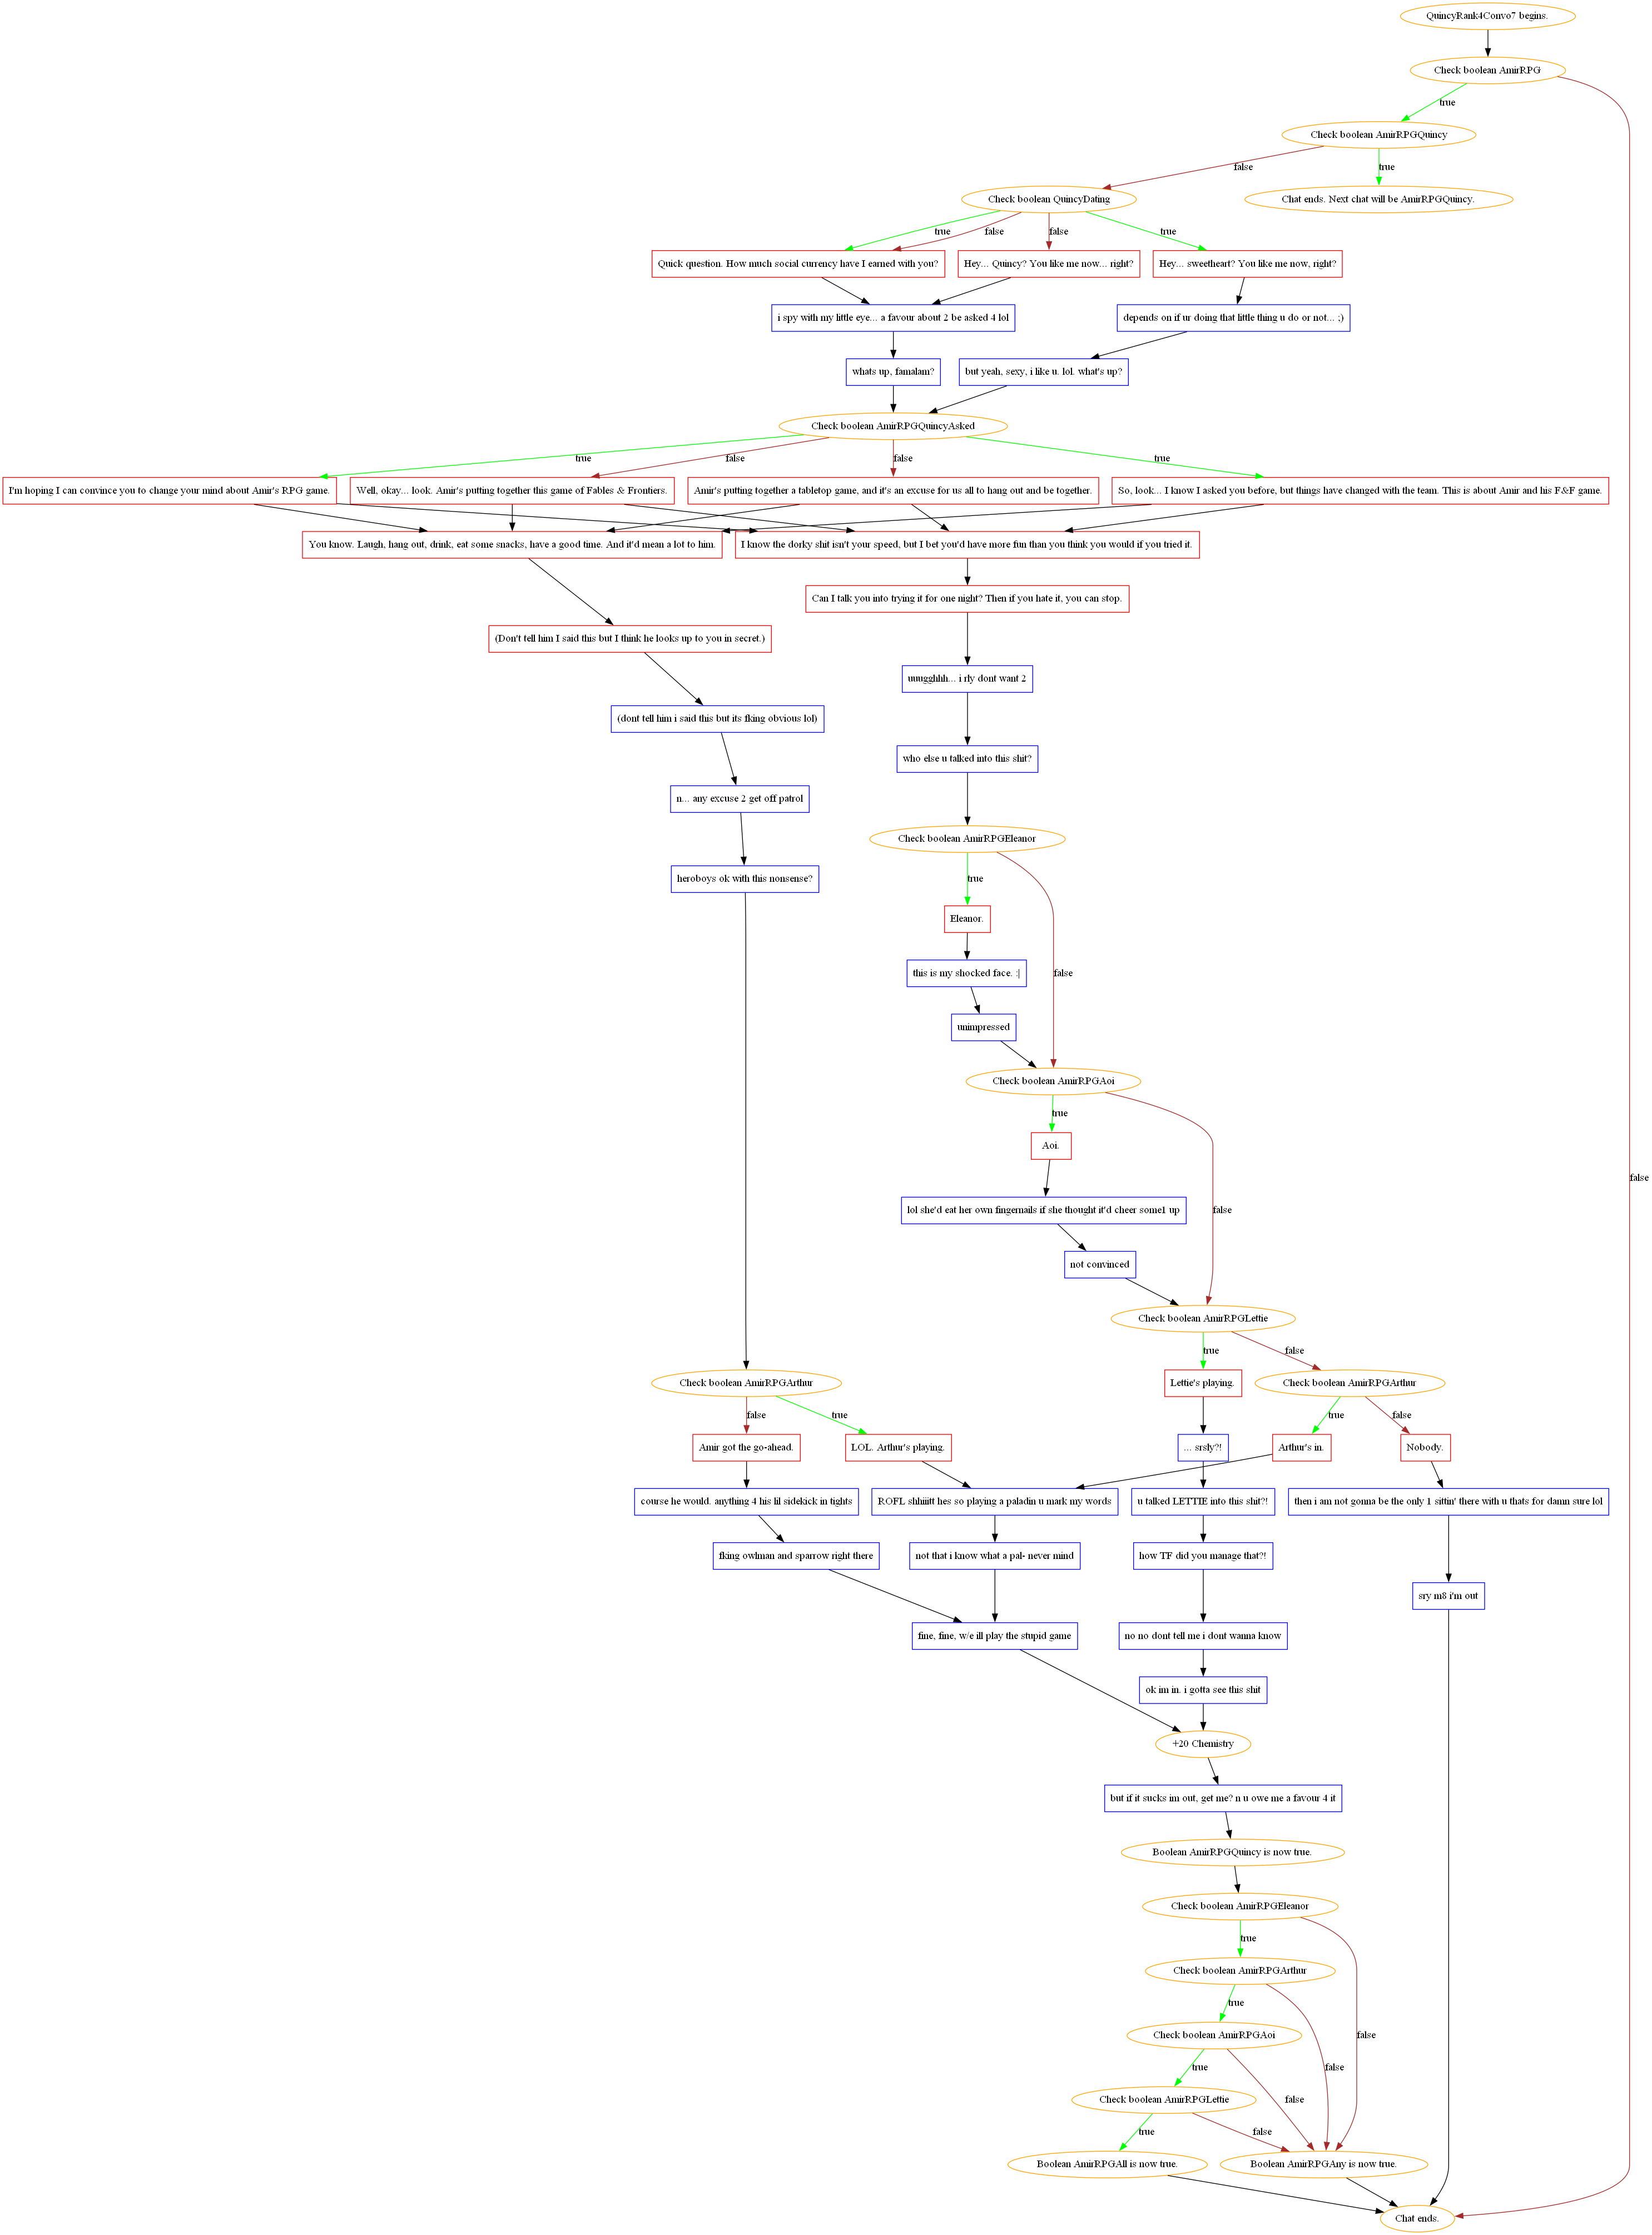 QuincyRank4Convo7 begins.
Check boolean AmirRPG
true
Check boolean AmirRPGQuincy
false
true
Check boolean QuincyDating
Chat ends. Next chat will be AmirRPGQuincy.
true
false
false
true
Quick question. How much social currency have I earned with you?
Hey... Quincy? You like me now... right?
Hey... sweetheart? You like me now, right?
i spy with my little eye... a favour about 2 be asked 4 lol
depends on if ur doing that little thing u do or not... ;)
whats up, famalam?
but yeah, sexy, i like u. lol. what's up?
Check boolean AmirRPGQuincyAsked
true
false
false
true
I'm hoping I can convince you to change your mind about Amir's RPG game.
Well, okay... look. Amir's putting together this game of Fables & Frontiers.
Amir's putting together a tabletop game, and it's an excuse for us all to hang out and be together.
So, look... I know I asked you before, but things have changed with the team. This is about Amir and his F&F game.
You know. Laugh, hang out, drink, eat some snacks, have a good time. And it'd mean a lot to him.
I know the dorky shit isn't your speed, but I bet you'd have more fun than you think you would if you tried it.
Can I talk you into trying it for one night? Then if you hate it, you can stop.
(Don't tell him I said this but I think he looks up to you in secret.)
uuugghhh... i rly dont want 2
(dont tell him i said this but its fking obvious lol)
who else u talked into this shit?
n... any excuse 2 get off patrol
Check boolean AmirRPGEleanor
heroboys ok with this nonsense?
true
Eleanor.
this is my shocked face. :|
false
unimpressed
Check boolean AmirRPGAoi
true
Aoi.
false
lol she'd eat her own fingernails if she thought it'd cheer some1 up
false
not convinced
Check boolean AmirRPGLettie
true
false
Check boolean AmirRPGArthur
Lettie's playing.
Check boolean AmirRPGArthur
false
true
true
false
Amir got the go-ahead.
LOL. Arthur's playing.
... srsly?!
Arthur's in.
Nobody.
course he would. anything 4 his lil sidekick in tights
ROFL shhiiitt hes so playing a paladin u mark my words
u talked LETTIE into this shit?!
then i am not gonna be the only 1 sittin' there with u thats for damn sure lol
fking owlman and sparrow right there
not that i know what a pal- never mind
how TF did you manage that?!
sry m8 i'm out
fine, fine, w/e ill play the stupid game
no no dont tell me i dont wanna know
ok im in. i gotta see this shit
+20 Chemistry
but if it sucks im out, get me? n u owe me a favour 4 it
Boolean AmirRPGQuincy is now true.
Check boolean AmirRPGEleanor
true
Check boolean AmirRPGArthur
true
Check boolean AmirRPGAoi
false
true
false
Check boolean AmirRPGLettie
false
true
false
Boolean AmirRPGAll is now true.
Boolean AmirRPGAny is now true.
Chat ends.